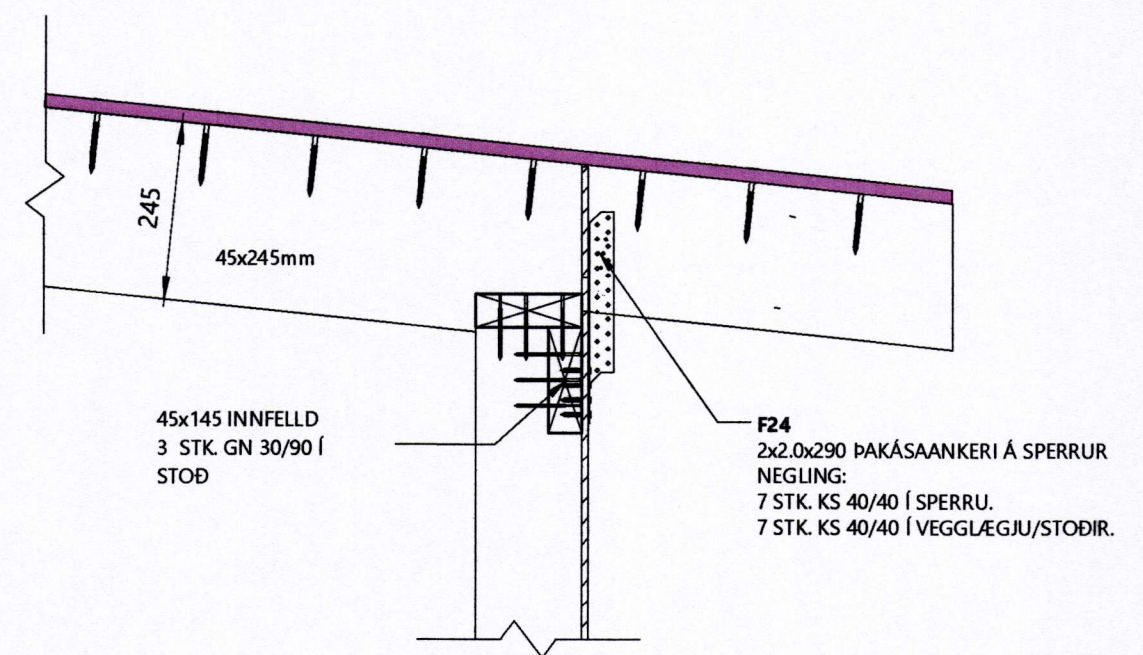 245
45x245mm
45x145 INNFELLD
3 STK. GN 30/90 Í
STOÐ
F24
2x2.0x290 ÞAKÁSAANKERI Á SPERRUR
NEGLING:
7 STK. KS 40/40 Í SPERRU.
7 STK. KS 40/40 Í VEGGLÆGJU/STOÐIR.